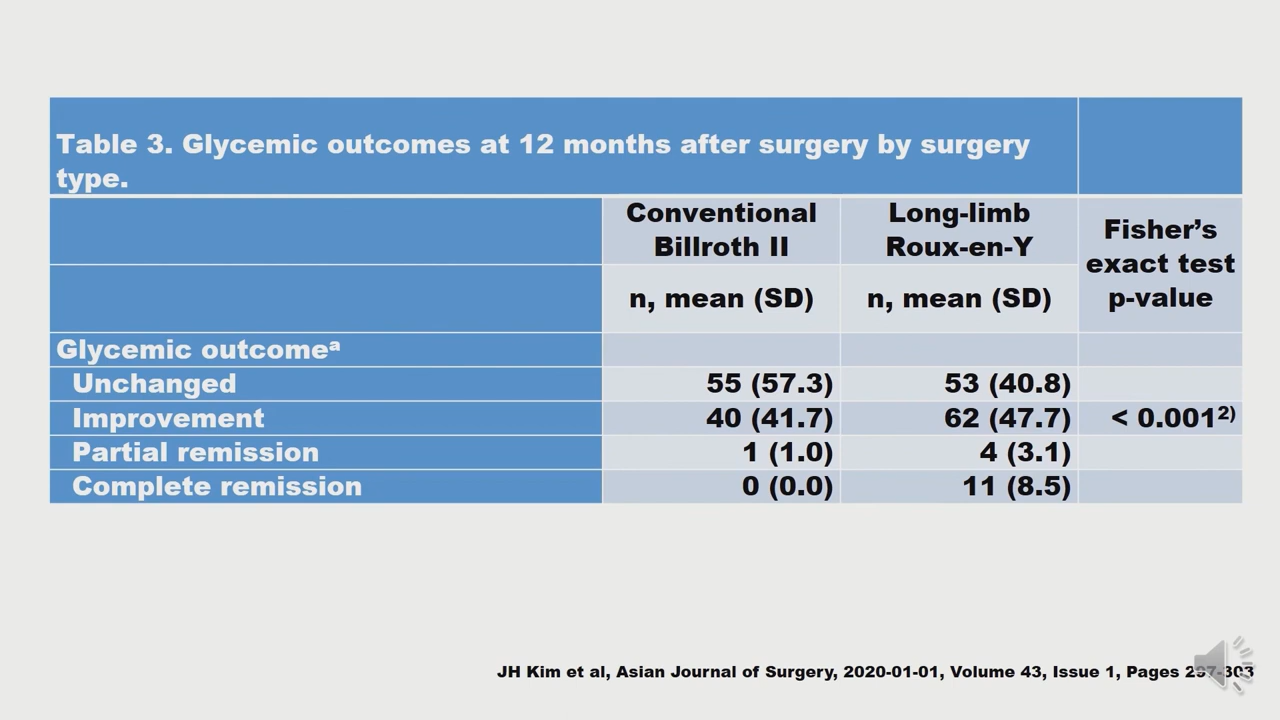 Table 3. Glycemic outcomes at 12 months after surgery by surgery
type.
Conventional
Billroth II
Long-limb
Roux-en-Y
Fisher’s
exact test
p-value
n, mean (SD)
n, mean (SD)
Glycemic outcomeᵃ
Unchanged 55 (57.3) 53 (40.8)
Improvement 40 (41.7) 62 (47.7) < 0.001²⁾
Partial remission 1 (1.0) 4 (3.1)
Complete remission 0 (0.0) 11 (8.5)
JH Kim et al, Asian Journal of Surgery, 2020-01-01, Volume 43, Issue 1, Pages 297-303